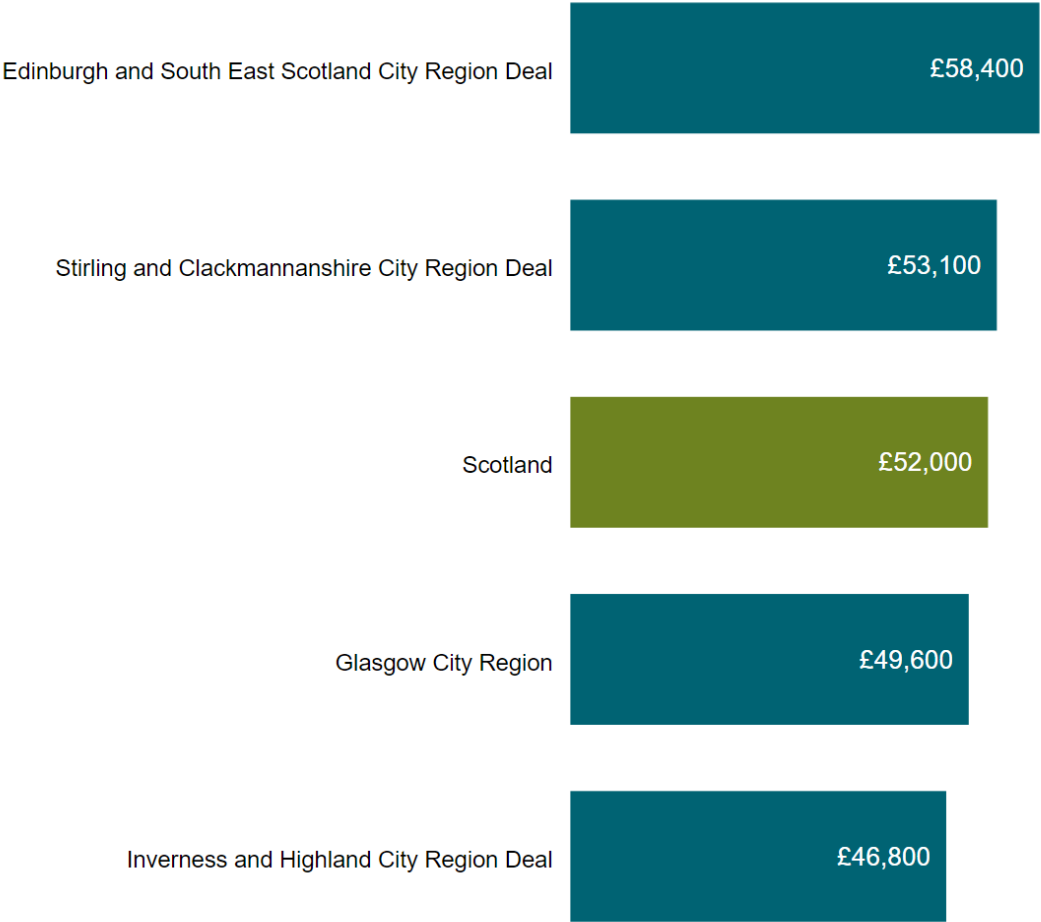 Edinburgh and South East Scotland City Region Deal £58,400
Stirling and Clackmannanshire City Region Deal £53,100
Scotland £52,000
Glasgow City Region £49,600
Inverness and Highland City Region Deal £46,800